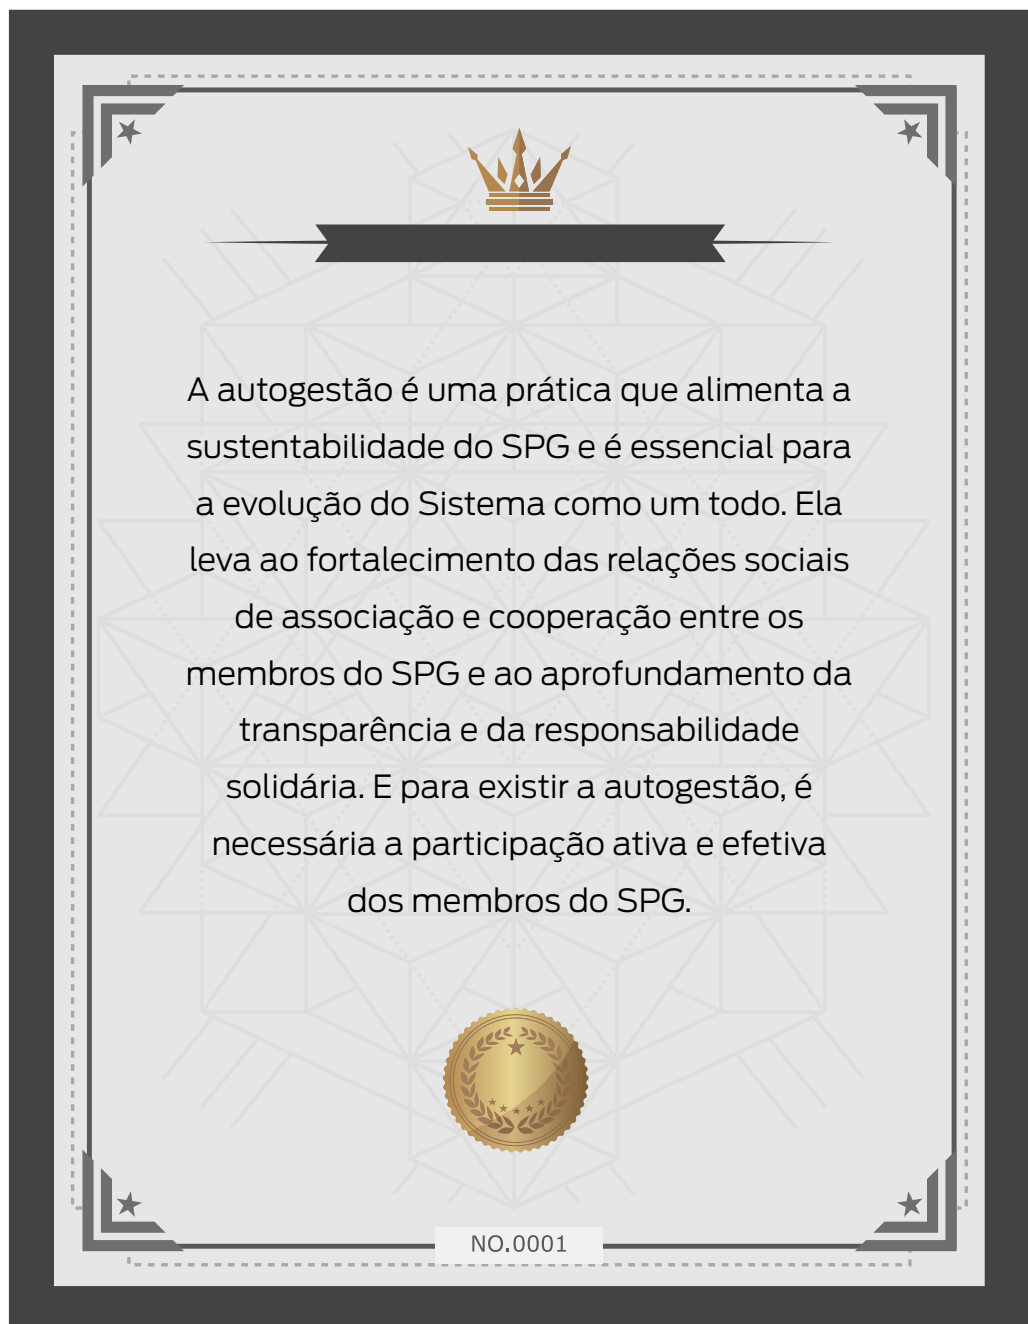 A autogestão é uma prática que alimenta a
sustentabilidade do SPG e é essencial para
a evolução do Sistema como um todo. Ela
leva ao fortalecimento das relações sociais
de associação e cooperação entre os
membros do SPG e ao aprofundamento da
transparência e da responsabilidade
solidária. E para existir a autogestão, é
necessária a participação ativa e efetiva
dos membros do SPG.
NO.0001